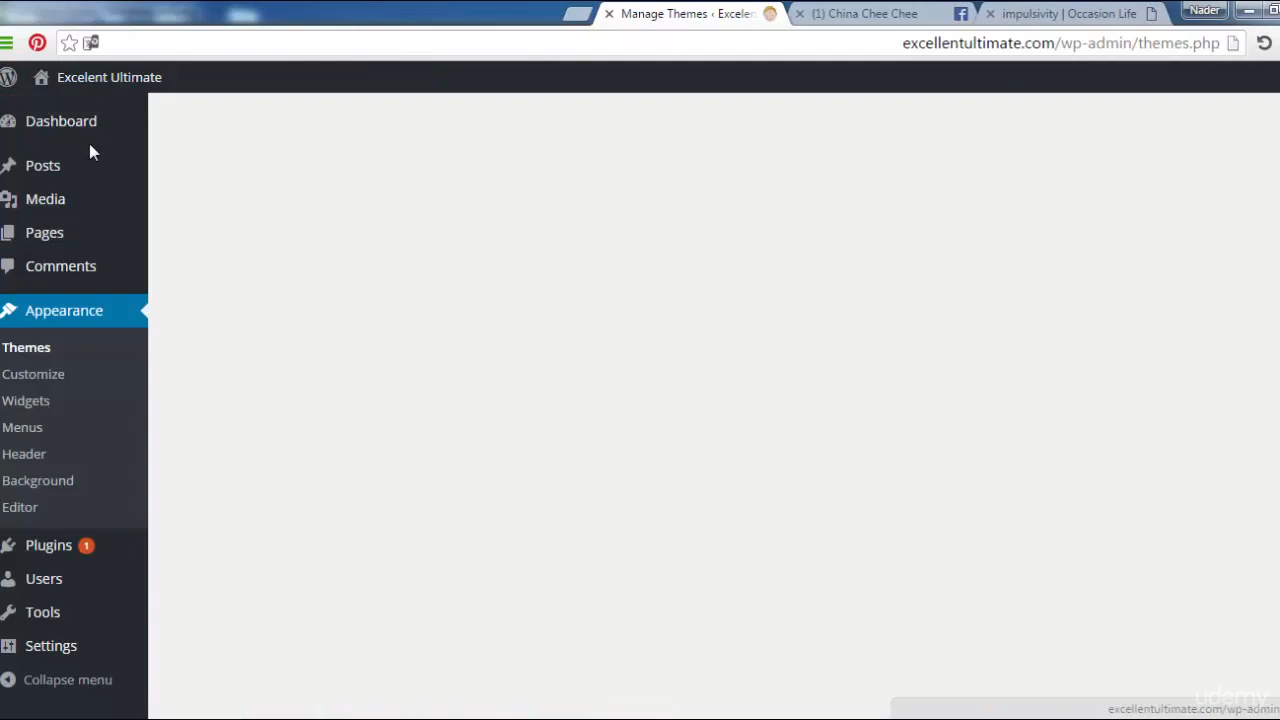 Manage Themes ‹ Excelen
(1) China Chee Chee
impulsivity | Occasion Life
Nader
excellentultimate.com/wp-admin/themes.php
Excelent Ultimate
Dashboard
Posts
Media
Pages
Comments
Appearance
Themes
Customize
Widgets
Menus
Header
Background
Editor
Plugins 1
Users
Tools
Settings
Collapse menu
udemy
excellentultimate.com/wp-admin